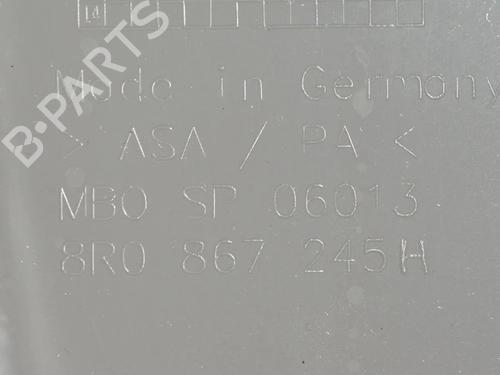 B-PARTS
Made in Germany
> ASA / PA <
MBO SP 06013
8R0 867 245H